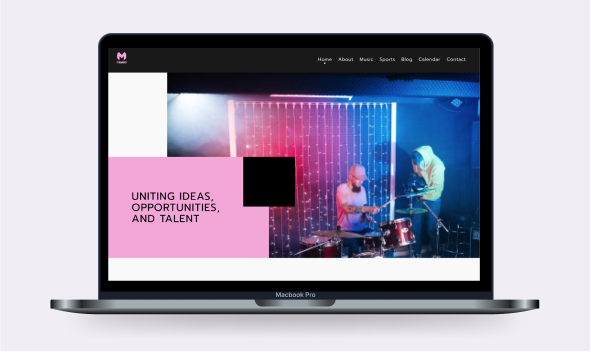 Home About Music Sports Blog Calendar Contact
UNITING IDEAS,
OPPORTUNITIES,
AND TALENT
Macbook Pro